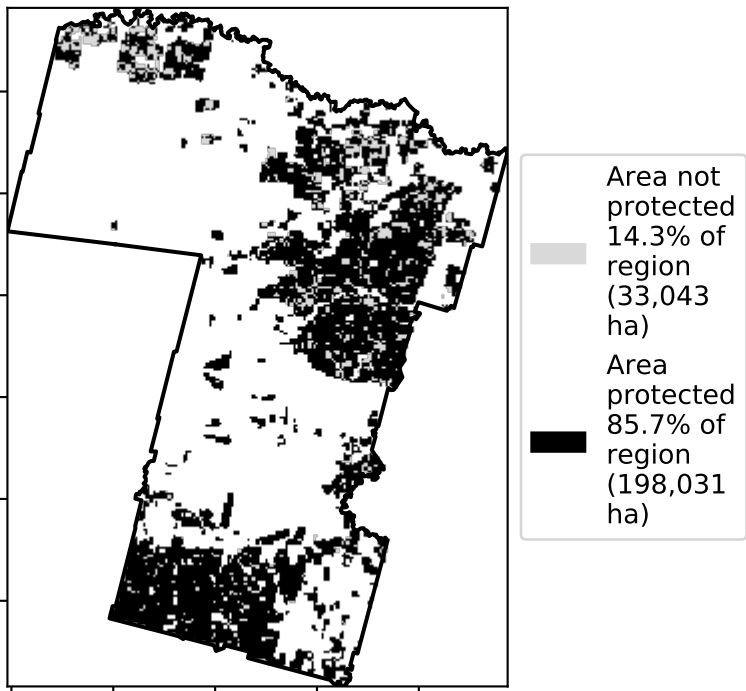 Area not
protected
14.3% of
region
(33,043
ha)
Area
protected
85.7% of
region
(198,031
ha)